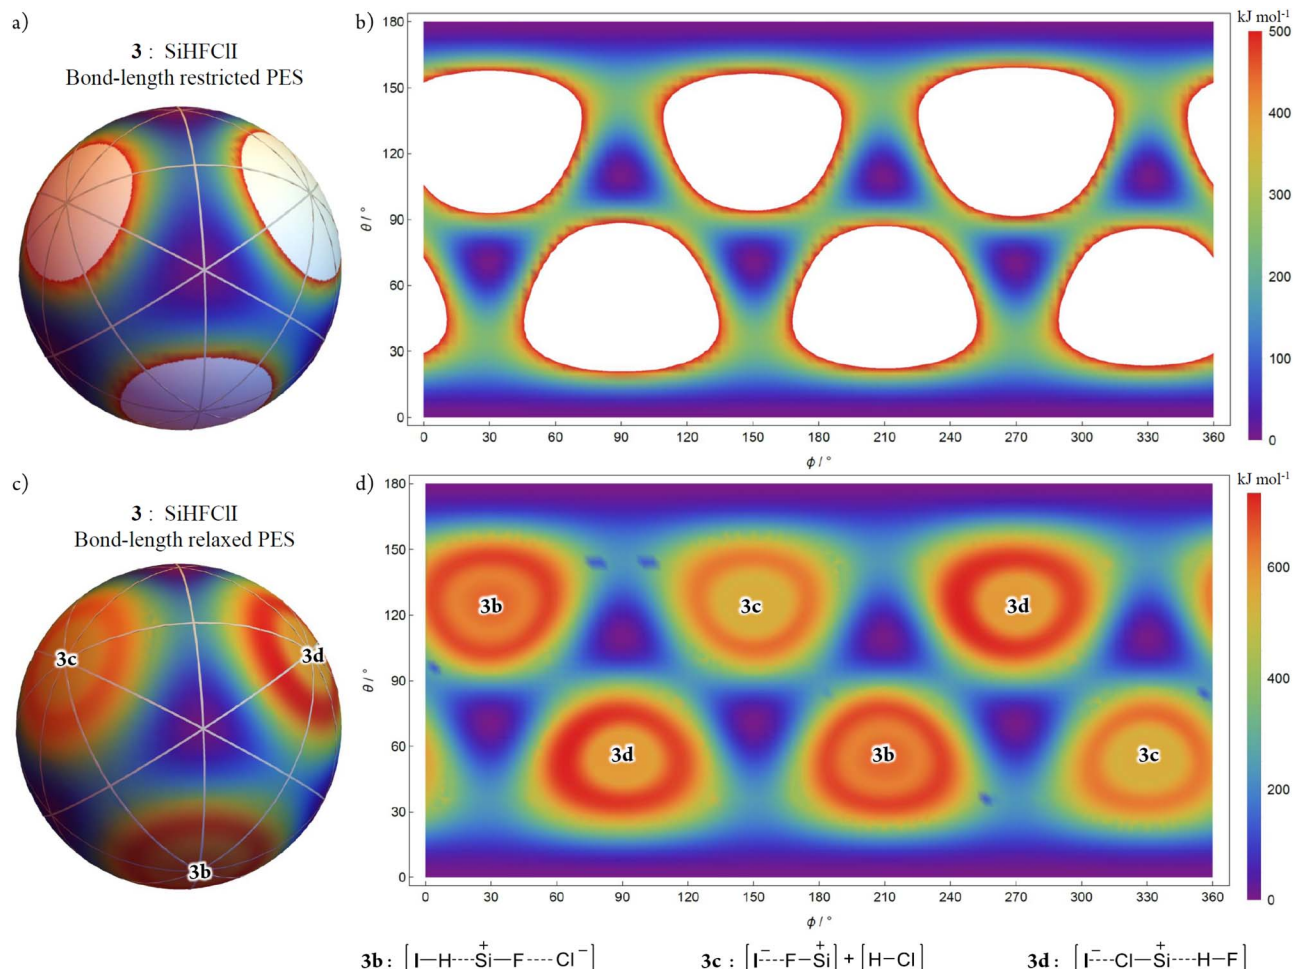 a)
3 : SiHFClI
Bond-length restricted PES
b)
kJ mol-1
180
150
120
90
60
30
0
θ / °
0 30 60 90 120 150 180 210 240 270 300 330 360
ϕ / °
500
400
300
200
100
0
c)
3 : SiHFClI
Bond-length relaxed PES
3c
3d
3b
d)
kJ mol-1
180
150
120
90
60
30
0
θ / °
3b 3c 3d
3d 3b 3c
0 30 60 90 120 150 180 210 240 270 300 330 360
ϕ / °
600
400
200
0
3b : [I—H----Si+—F----Cl−] 3c : [I−----F—Si+] + [H—Cl] 3d : [I−----Cl—Si+----H—F]